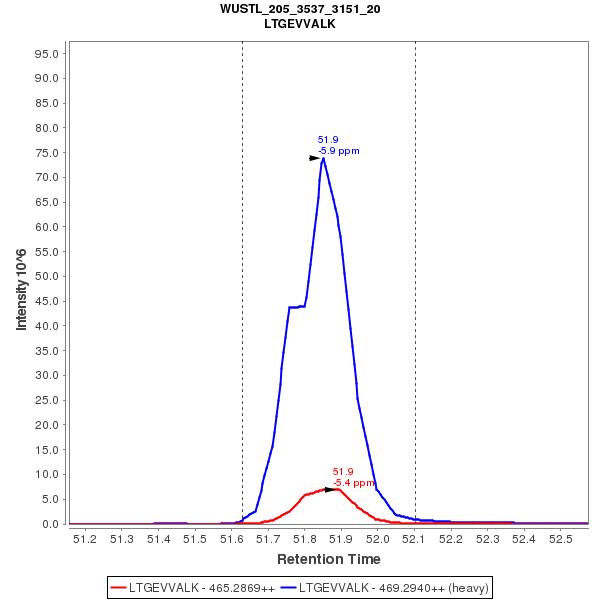 WUSTL_205_3537_3151_20
LTGEVVALK
Intensity 10^6
95.0
90.0
85.0
80.0
75.0
70.0
65.0
60.0
55.0
50.0
45.0
40.0
35.0
30.0
25.0
20.0
15.0
10.0
5.0
0.0
51.9
-5.9 ppm
51.9
-5.4 ppm
51.2 51.3 51.4 51.5 51.6 51.7 51.8 51.9 52.0 52.1 52.2 52.3 52.4 52.5
Retention Time
LTGEVVALK - 465.2869++ LTGEVVALK - 469.2940++ (heavy)